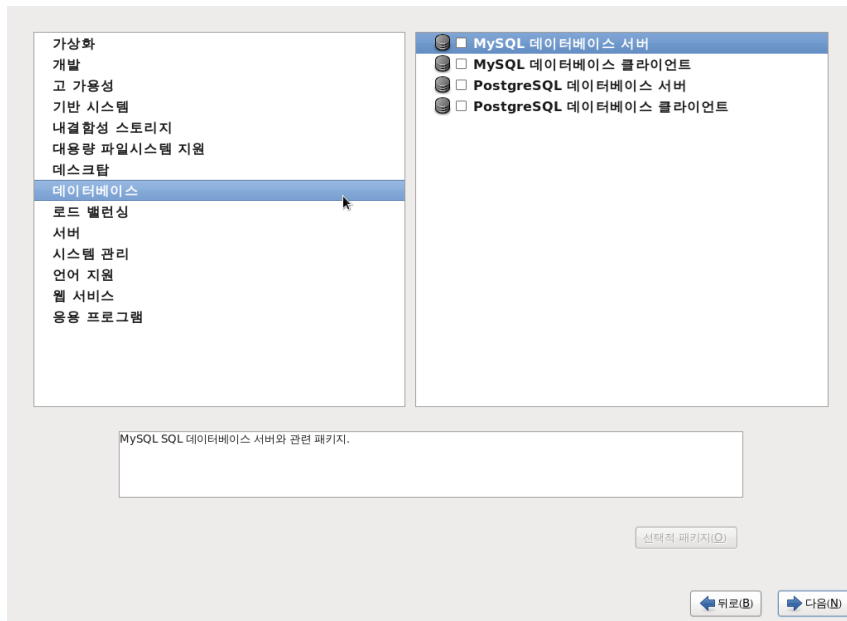 가상화
개발
고 가용성
기반 시스템
내결함성 스토리지
대용량 파일시스템 지원
데스크탑
데이터베이스
로드 밸런싱
서버
시스템 관리
언어 지원
웹 서비스
응용 프로그램
MySQL 데이터베이스 서버
MySQL 데이터베이스 클라이언트
PostgreSQL 데이터베이스 서버
PostgreSQL 데이터베이스 클라이언트
MySQL SQL 데이터베이스 서버와 관련 패키지.
선택적 패키지(O)
뒤로(B)
다음(N)